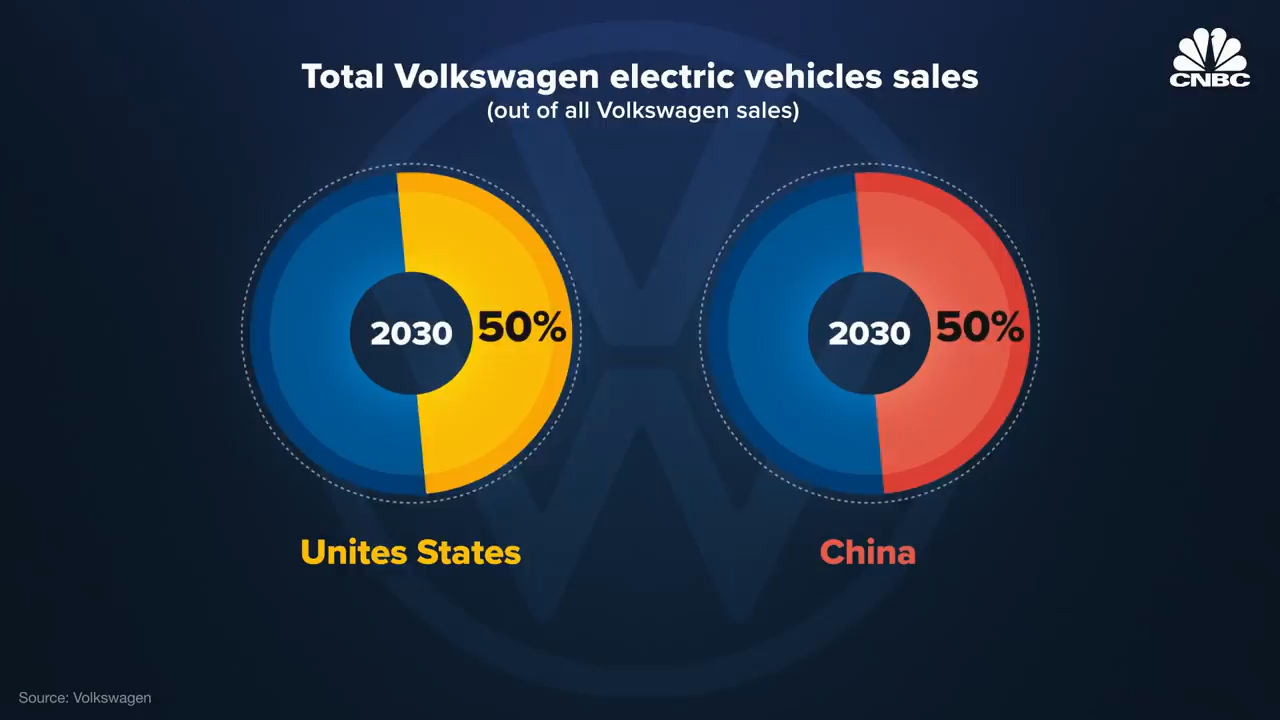 Total Volkswagen electric vehicles sales
(out of all Volkswagen sales)
CNBC
2030
50%
2030
50%
Unites States
China
Source: Volkswagen